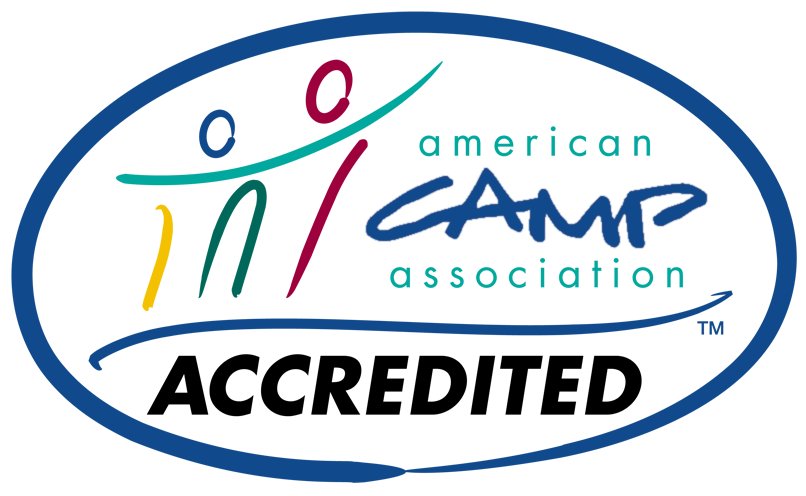 american
CAMP
association
TM
ACCREDITED